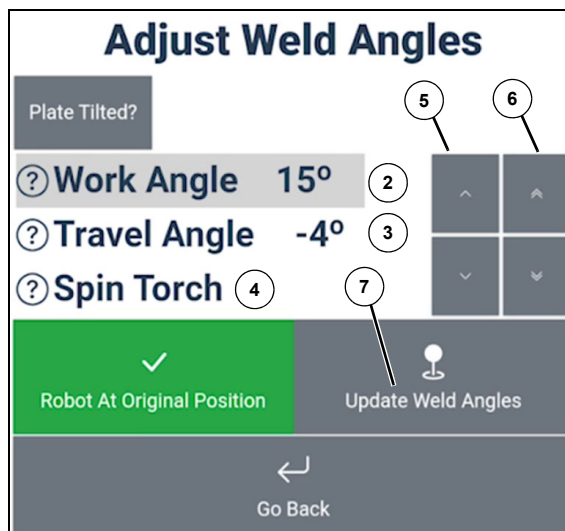 Adjust Weld Angles
Plate Tilted?
5
6
? Work Angle 15º
2
? Travel Angle -4º
3
? Spin Torch
4
7
Robot At Original Position
Update Weld Angles
Go Back